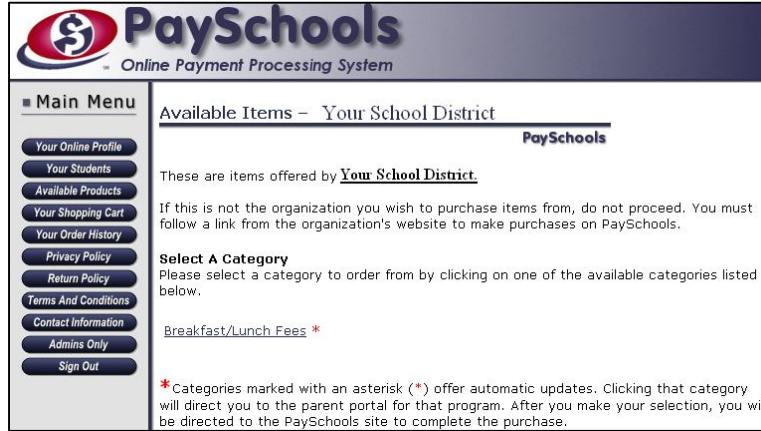 PaySchools
Online Payment Processing System
Main Menu
Your Online Profile
Your Students
Available Products
Your Shopping Cart
Your Order History
Privacy Policy
Return Policy
Terms And Conditions
Contact Information
Admins Only
Sign Out
Available Items – Your School District
PaySchools
These are items offered by Your School District.
If this is not the organization you wish to purchase items from, do not proceed. You must
follow a link from the organization's website to make purchases on PaySchools.
Select A Category
Please select a category to order from by clicking on one of the available categories listed
below.
Breakfast/Lunch Fees *
*Categories marked with an asterisk (*) offer automatic updates. Clicking that category
will direct you to the parent portal for that program. After you make your selection, you wi
be directed to the PaySchools site to complete the purchase.